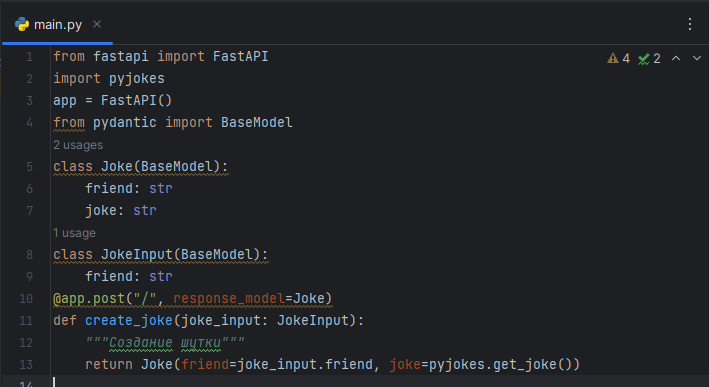 main.py
4 2
1 from fastapi import FastAPI
2 import pyjokes
3 app = FastAPI()
4 from pydantic import BaseModel
2 usages
5 class Joke(BaseModel):
6     friend: str
7     joke: str
1 usage
8 class JokeInput(BaseModel):
9     friend: str
10 @app.post("/", response_model=Joke)
11 def create_joke(joke_input: JokeInput):
12     """Создание шутки"""
13     return Joke(friend=joke_input.friend, joke=pyjokes.get_joke())
14